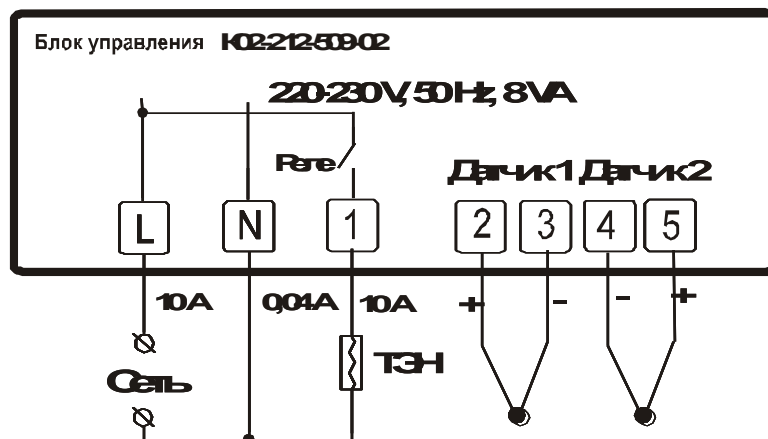 Блок управления Ю02-212-509-02
220-230V, 50Hz, 8VA
Реле
Датчик1 Датчик2
L N 1 2 3 4 5
10A 0,04A 10A + - - +
ТЭН
Сеть